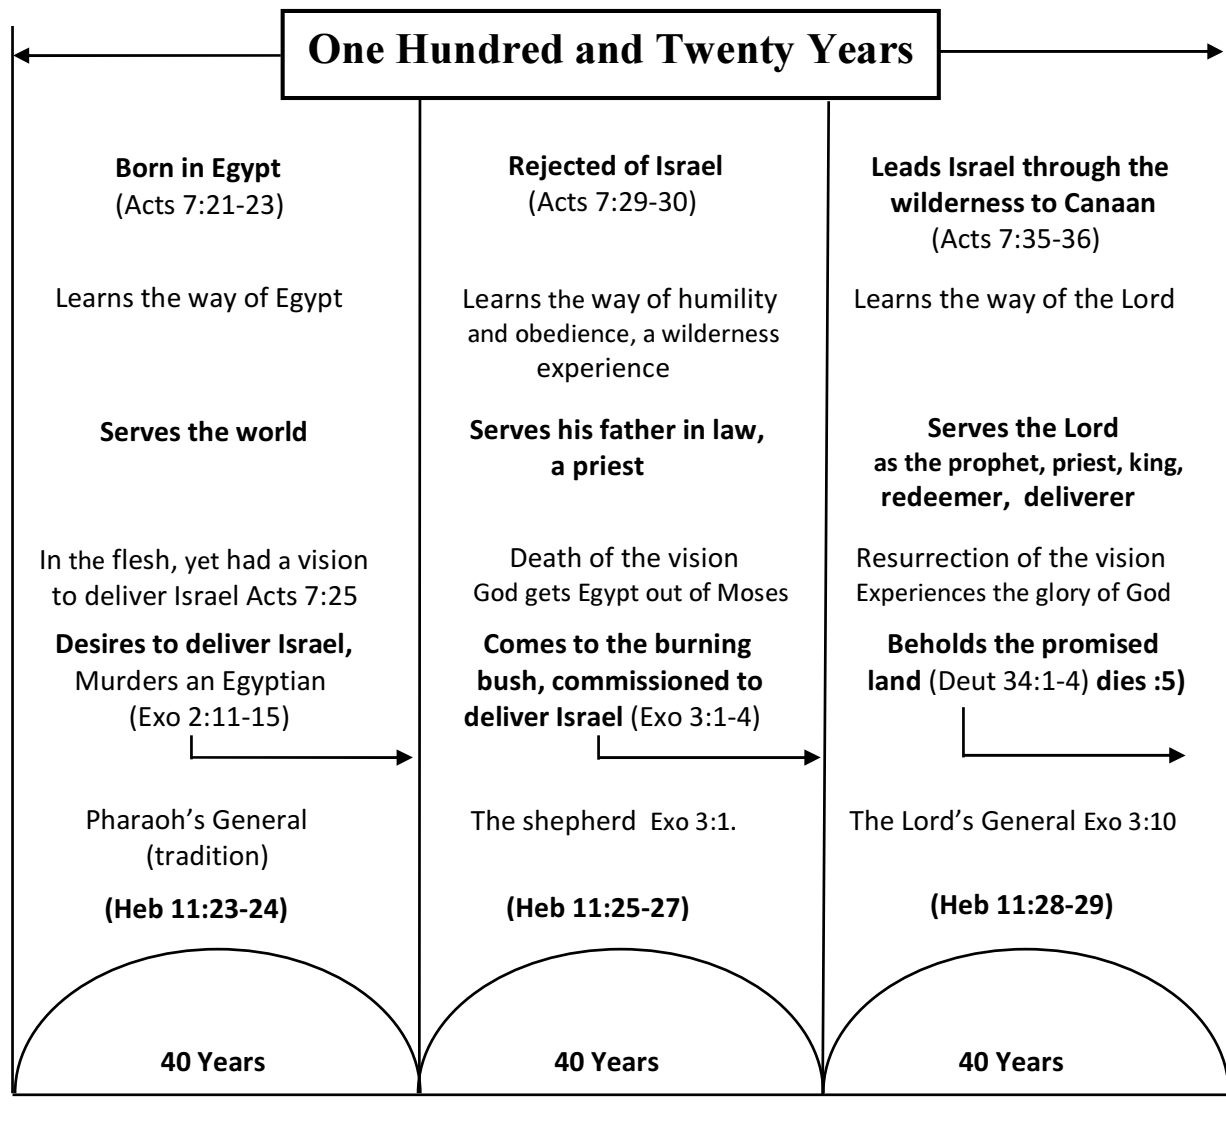 One Hundred and Twenty Years
Born in Egypt
(Acts 7:21-23)
Learns the way of Egypt
Serves the world
In the flesh, yet had a vision
to deliver Israel Acts 7:25
Desires to deliver Israel,
Murders an Egyptian
(Exo 2:11-15)
Pharaoh’s General
(tradition)
(Heb 11:23-24)
40 Years
Rejected of Israel
(Acts 7:29-30)
Learns the way of humility
and obedience, a wilderness
experience
Serves his father in law,
a priest
Death of the vision
God gets Egypt out of Moses
Comes to the burning
bush, commissioned to
deliver Israel (Exo 3:1-4)
The shepherd Exo 3:1.
(Heb 11:25-27)
40 Years
Leads Israel through the
wilderness to Canaan
(Acts 7:35-36)
Learns the way of the Lord
Serves the Lord
as the prophet, priest, king,
redeemer, deliverer
Resurrection of the vision
Experiences the glory of God
Beholds the promised
land (Deut 34:1-4) dies :5)
The Lord’s General Exo 3:10
(Heb 11:28-29)
40 Years